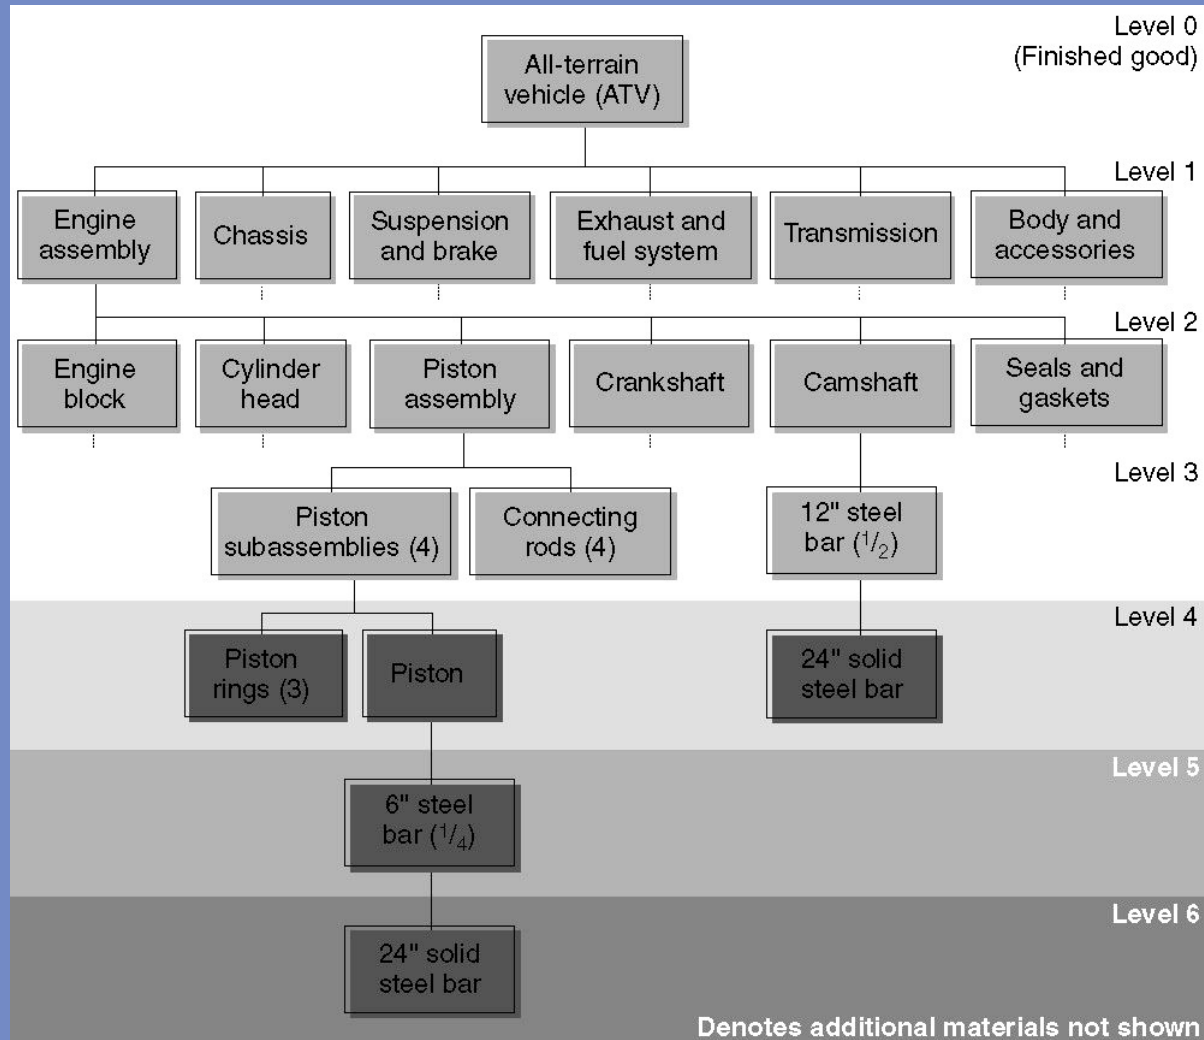 Level 0
(Finished good)
All-terrain
vehicle (ATV)
Level 1
Engine
assembly
Chassis
Suspension
and brake
Exhaust and
fuel system
Transmission
Body and
accessories
Level 2
Engine
block
Cylinder
head
Piston
assembly
Crankshaft
Camshaft
Seals and
gaskets
Level 3
Piston
subassemblies (4)
Connecting
rods (4)
12" steel
bar (1/2)
Level 4
Piston
rings (3)
Piston
24" solid
steel bar
Level 5
6" steel
bar (1/4)
Level 6
24" solid
steel bar
Denotes additional materials not shown